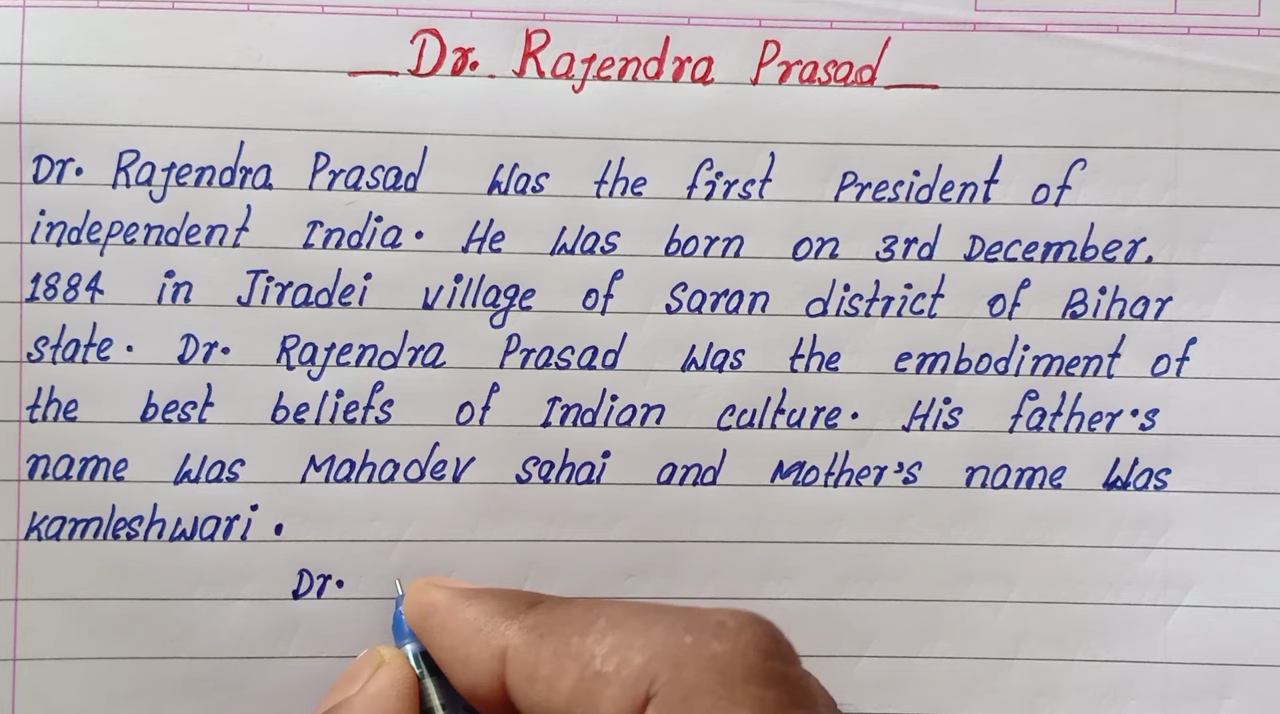 Dr. Rajendra Prasad
Dr. Rajendra Prasad was the first President of
independent India. He was born on 3rd December,
1884 in Jiradei village of Saran district of Bihar
state. Dr. Rajendra Prasad was the embodiment of
the best beliefs of Indian culture. His father's
name was Mahadev sahai and Mother's name was
Kamleshwari.
Dr.